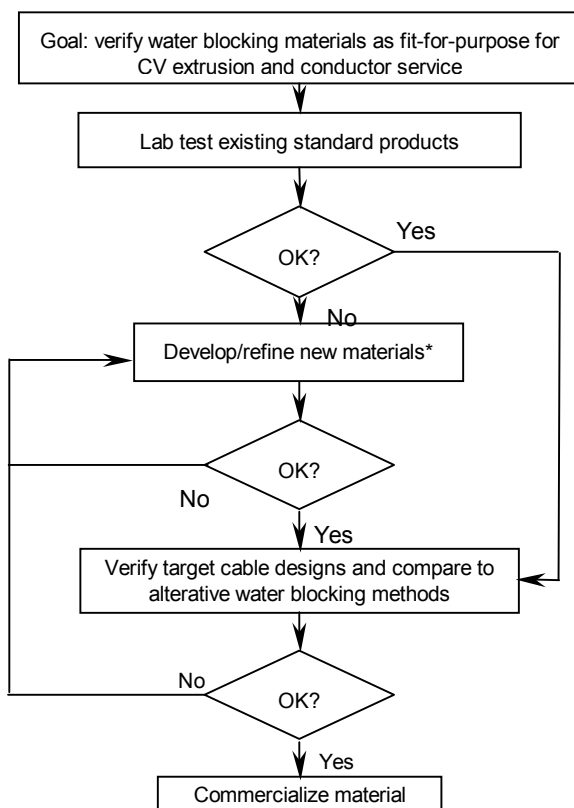 Goal: verify water blocking materials as fit-for-purpose for
CV extrusion and conductor service
Lab test existing standard products
Yes
OK?
No
Develop/refine new materials*
OK?
No
Yes
Verify target cable designs and compare to
alterative water blocking methods
No
OK?
Yes
Commercialize material